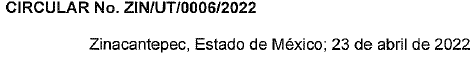 CIRCULAR No. ZIN/UT/0006/2022
Zinacantepec, Estado de México; 23 de abril de 2022